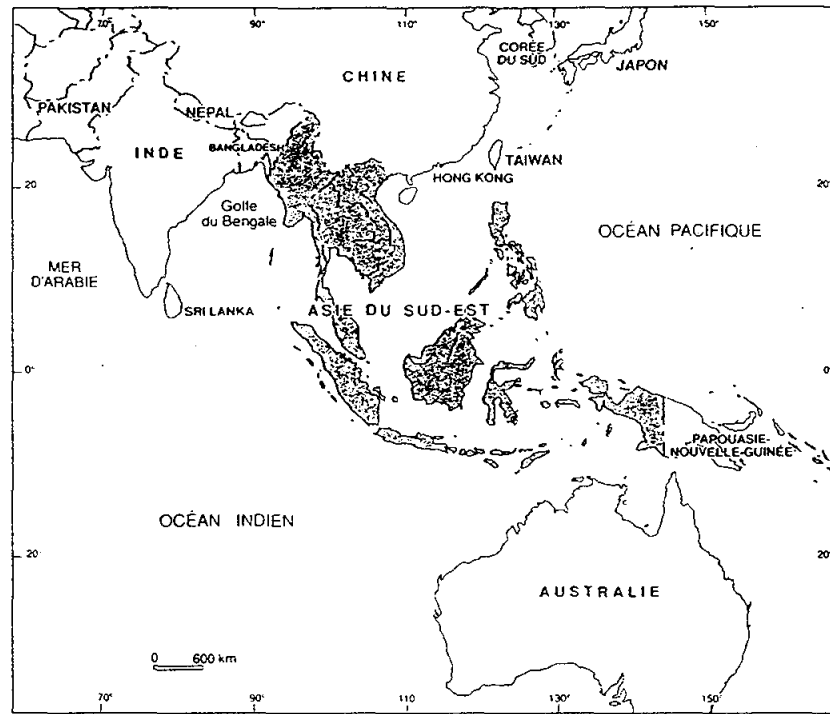 70°
90°
110°
130°
150°
CORÉE
DU SUD
JAPON
CHINE
PAKISTAN
NÉPAL
BANGLADESH
INDE
TAIWAN
HONG KONG
20°
20°
Golfe
du Bengale
OCÉAN PACIFIQUE
MER
D'ARABIE
SRI LANKA
ASIE DU SUD-EST
0°
0°
PAPOUASIE-
NOUVELLE-GUINÉE
OCÉAN INDIEN
20°
20°
AUSTRALIE
0 600 km
70°
90°
110
130°
150°